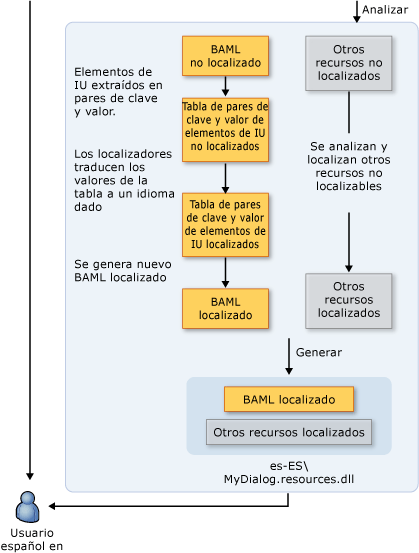 Analizar
BAML
no localizado
Otros
recursos no
localizados
Elementos de
IU extraídos en
pares de clave
y valor.
Tabla de pares de
clave y valor de
elementos de IU
no localizados
Se analizan y
localizan otros
recursos no
localizables
Los localizadores
traducen los
valores de la
tabla a un idioma
dado
Tabla de pares
de clave y valor
de elementos de
IU localizados
Se genera nuevo
BAML localizado
BAML
localizado
Otros
recursos
localizados
Generar
BAML localizado
Otros recursos localizados
es-ES\
MyDialog.resources.dll
Usuario
español en